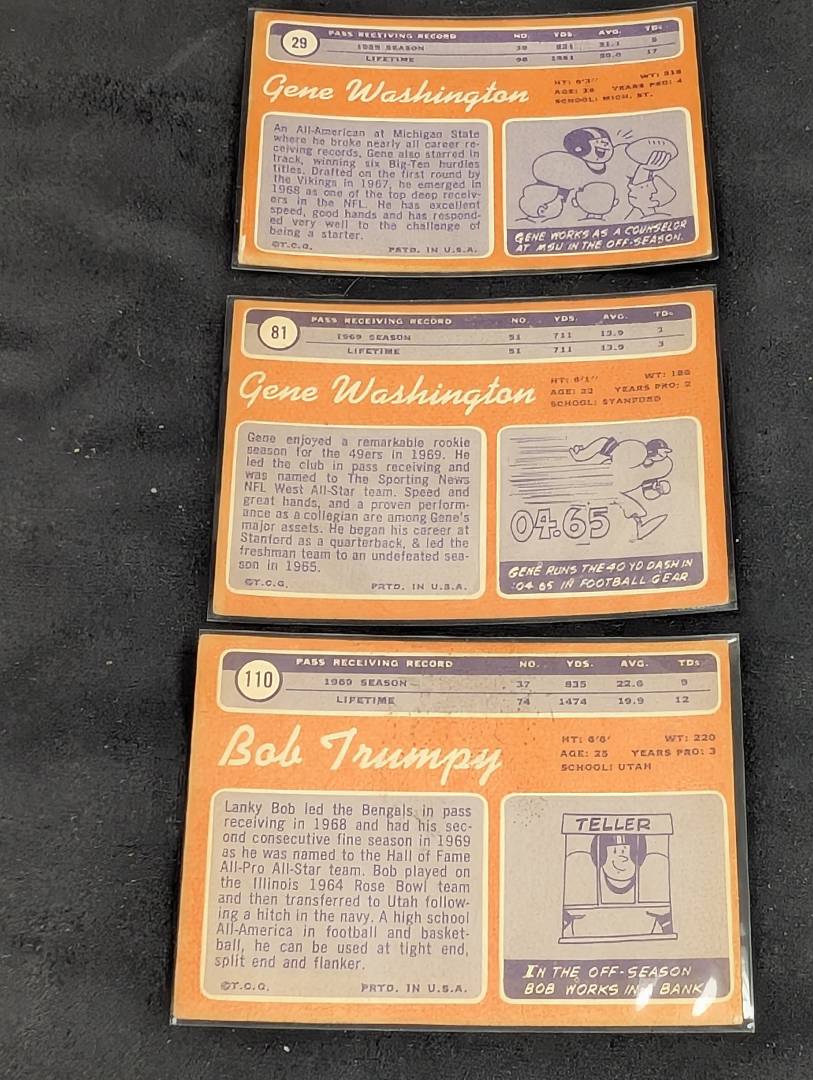 29 PASS RECEIVING RECORD NO. YDS. AVG. TDs
1969 SEASON 39 821 21.1 9
LIFETIME
Gene Washington
HT: 6'3"
AGE: YEARS PRO: 4
SCHOOL: MICH. ST.
An All-American at Michigan State
where he broke nearly all career re-
ceiving records, Gene also starred in
track, winning six Big-Ten hurdles
titles. Drafted on the first round by
the Vikings in 1967, he emerged in
1968 as one of the top deep receiv-
ers in the NFL. He has excellent
speed, good hands and has respond-
ed very well to the challenge of
being a starter.
©T.C.G. PRTD. IN U.S.A.
GENE WORKS AS A COUNSELOR
AT MSU IN THE OFF-SEASON.
81 PASS RECEIVING RECORD NO. YDS. AVG. TDs
1969 SEASON 51 711 13.9 3
LIFETIME 51 711 13.9 3
Gene Washington
HT: 6'1" WT: 186
AGE: 22 YEARS PRO: 2
SCHOOL: STANFORD
Gene enjoyed a remarkable rookie
season for the 49ers in 1969. He
led the club in pass receiving and
was named to The Sporting News
NFL West All-Star team. Speed and
great hands, and a proven perform-
ance as a collegian are among Gene's
major assets. He began his career at
Stanford as a quarterback, & led the
freshman team to an undefeated sea-
son in 1965.
©T.C.G. PRTD. IN U.S.A.
04.65
GENE RUNS THE 40 YD DASH IN
:04.65 IN FOOTBALL GEAR
110 PASS RECEIVING RECORD NO. YDS. AVG. TDs
1969 SEASON 37 835 22.6 9
LIFETIME 74 1474 19.9 12
Bob Trumpy
HT: 6'6" WT: 220
AGE: 25 YEARS PRO: 3
SCHOOL: UTAH
Lanky Bob led the Bengals in pass
receiving in 1968 and had his sec-
ond consecutive fine season in 1969
as he was named to the Hall of Fame
All-Pro All-Star team. Bob played on
the Illinois 1964 Rose Bowl team
and then transferred to Utah follow-
ing a hitch in the navy. A high school
All-America in football and basket-
ball, he can be used at tight end,
split end and flanker.
©T.C.G. PRTD. IN U.S.A.
TELLER
IN THE OFF-SEASON
BOB WORKS IN A BANK